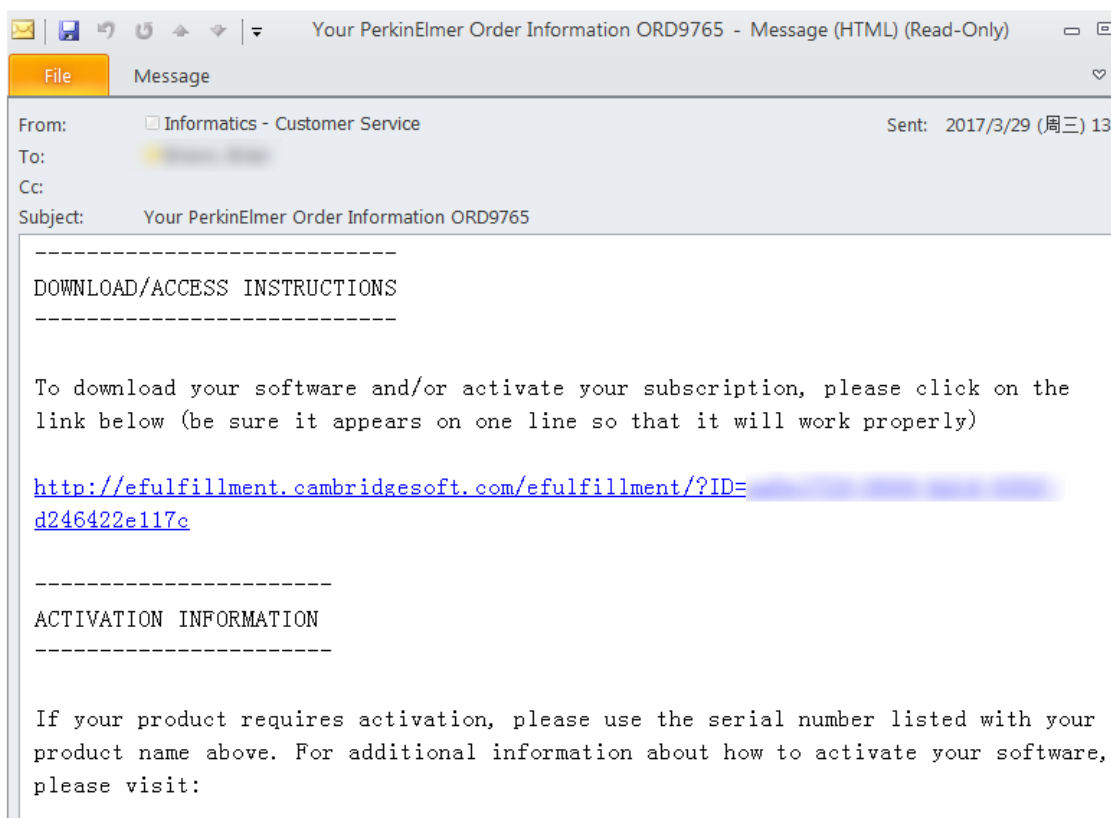 Your PerkinElmer Order Information ORD9765 - Message (HTML) (Read-Only)
File Message
From: Informatics - Customer Service Sent: 2017/3/29 (周三) 13
To:
Cc:
Subject: Your PerkinElmer Order Information ORD9765
----------------------------
DOWNLOAD/ACCESS INSTRUCTIONS
----------------------------
To download your software and/or activate your subscription, please click on the
link below (be sure it appears on one line so that it will work properly)
http://efulfillment.cambridgesoft.com/efulfillment/?ID=
d246422e117c
-----------------------
ACTIVATION INFORMATION
-----------------------
If your product requires activation, please use the serial number listed with your
product name above. For additional information about how to activate your software,
please visit: